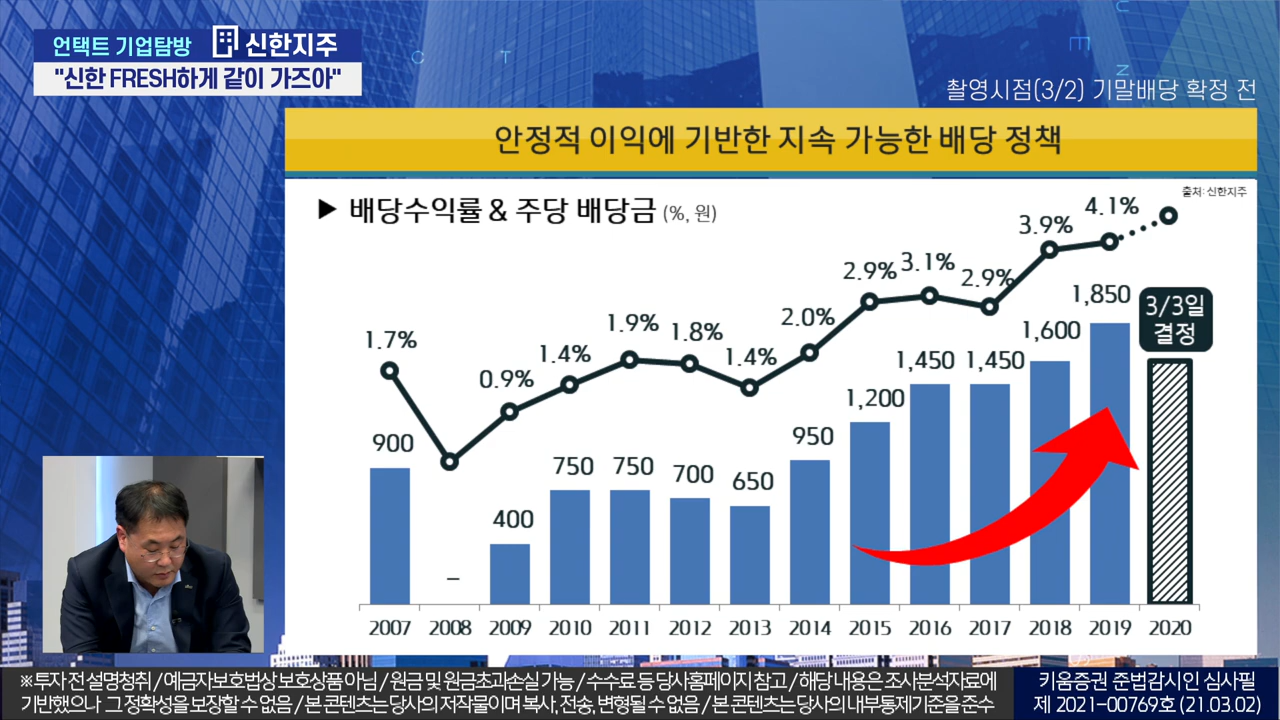 언택트 기업탐방 신한지주
"신한 FRESH하게 같이 가즈아"
C T
U
E
N
촬영시점(3/2) 기말배당 확정 전
안정적 이익에 기반한 지속 가능한 배당 정책
출처: 신한지주
▶ 배당수익률 & 주당 배당금 (%, 원)
1.7% 0.9% 1.4% 1.9% 1.8% 1.4% 2.0% 2.9% 3.1% 2.9% 3.9% 4.1%
900 – 400 750 750 700 650 950 1,200 1,450 1,450 1,600 1,850
3/3일
결정
2007 2008 2009 2010 2011 2012 2013 2014 2015 2016 2017 2018 2019 2020
※ 투자 전 설명청취 / 예금자보호법상 보호상품 아님 / 원금 및 원금초과손실 가능 / 수수료 등 당사홈페이지 참고 / 해당 내용은 조사분석자료에
기반했으나 그 정확성을 보장할 수 없음 / 본 콘텐츠는 당사의 저작물이며 복사, 전송, 변형될 수 없음 / 본 콘텐츠는 당사의 내부통제기준을 준수
키움증권 준법감시인 심사필
제 2021-00769호 (21.03.02)